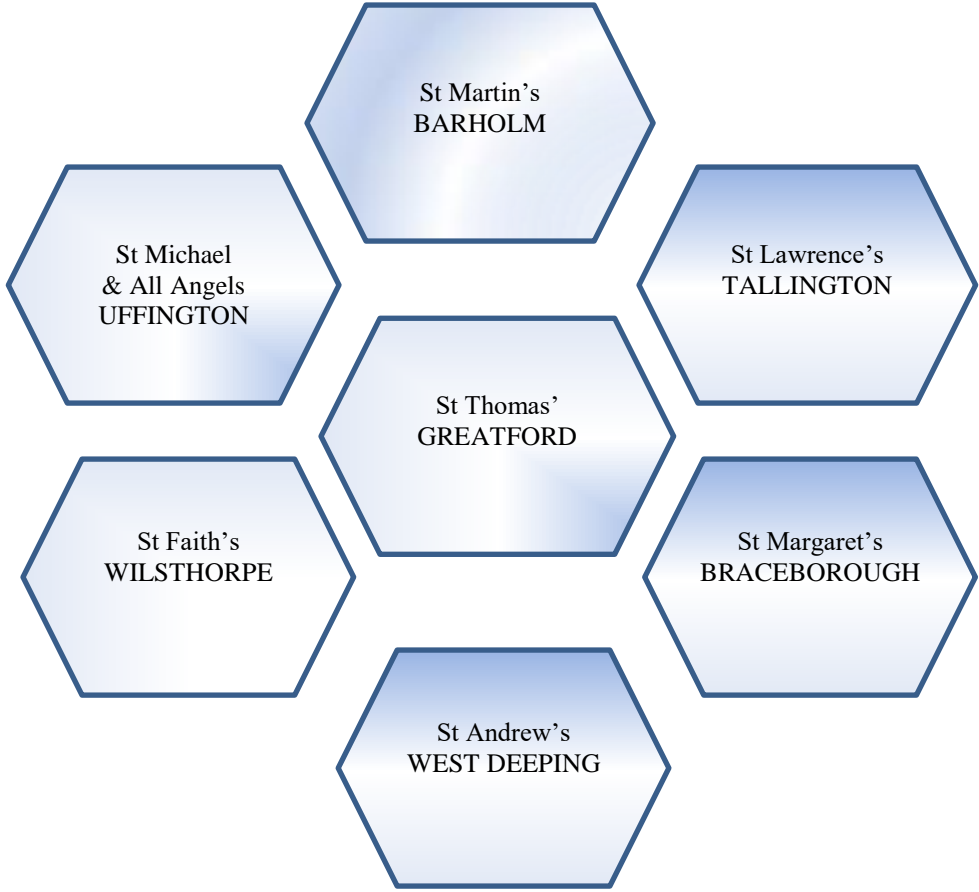 St Martin’s
BARHOLM
St Michael
& All Angels
UFFINGTON
St Lawrence’s
TALLINGTON
St Thomas’
GREATFORD
St Faith’s
WILSTHORPE
St Margaret’s
BRACEBOROUGH
St Andrew’s
WEST DEEPING